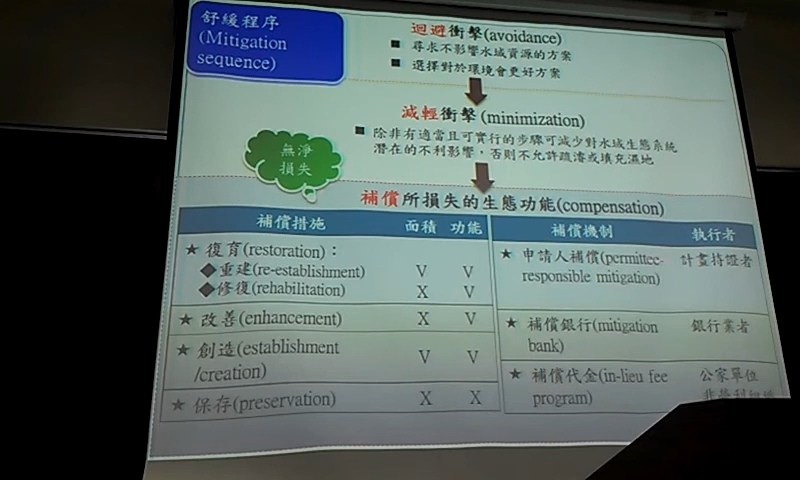 舒緩程序
(Mitigation
sequence)
迴避衝擊(avoidance)
■ 尋求不影響水域資源的方案
■ 選擇對於環境會更好方案
減輕衝擊(minimization)
■ 除非有適當且可實行的步驟可減少對水域生態系統
潛在的不利影響，否則不允許疏濬或填充濕地
無淨
損失
補償所損失的生態功能(compensation)
補償措施 面積 功能
★ 復育(restoration)：
◆重建(re-establishment) V V
◆修復(rehabilitation) X V
★ 改善(enhancement) X V
★ 創造(establishment
/creation) V V
★ 保存(preservation) X X
補償機制 執行者
★ 申請人補償(permittee- 計畫持證者
responsible mitigation)
★ 補償銀行(mitigation 銀行業者
bank)
★ 補償代金(in-lieu fee 公家單位
program) 非營利組織